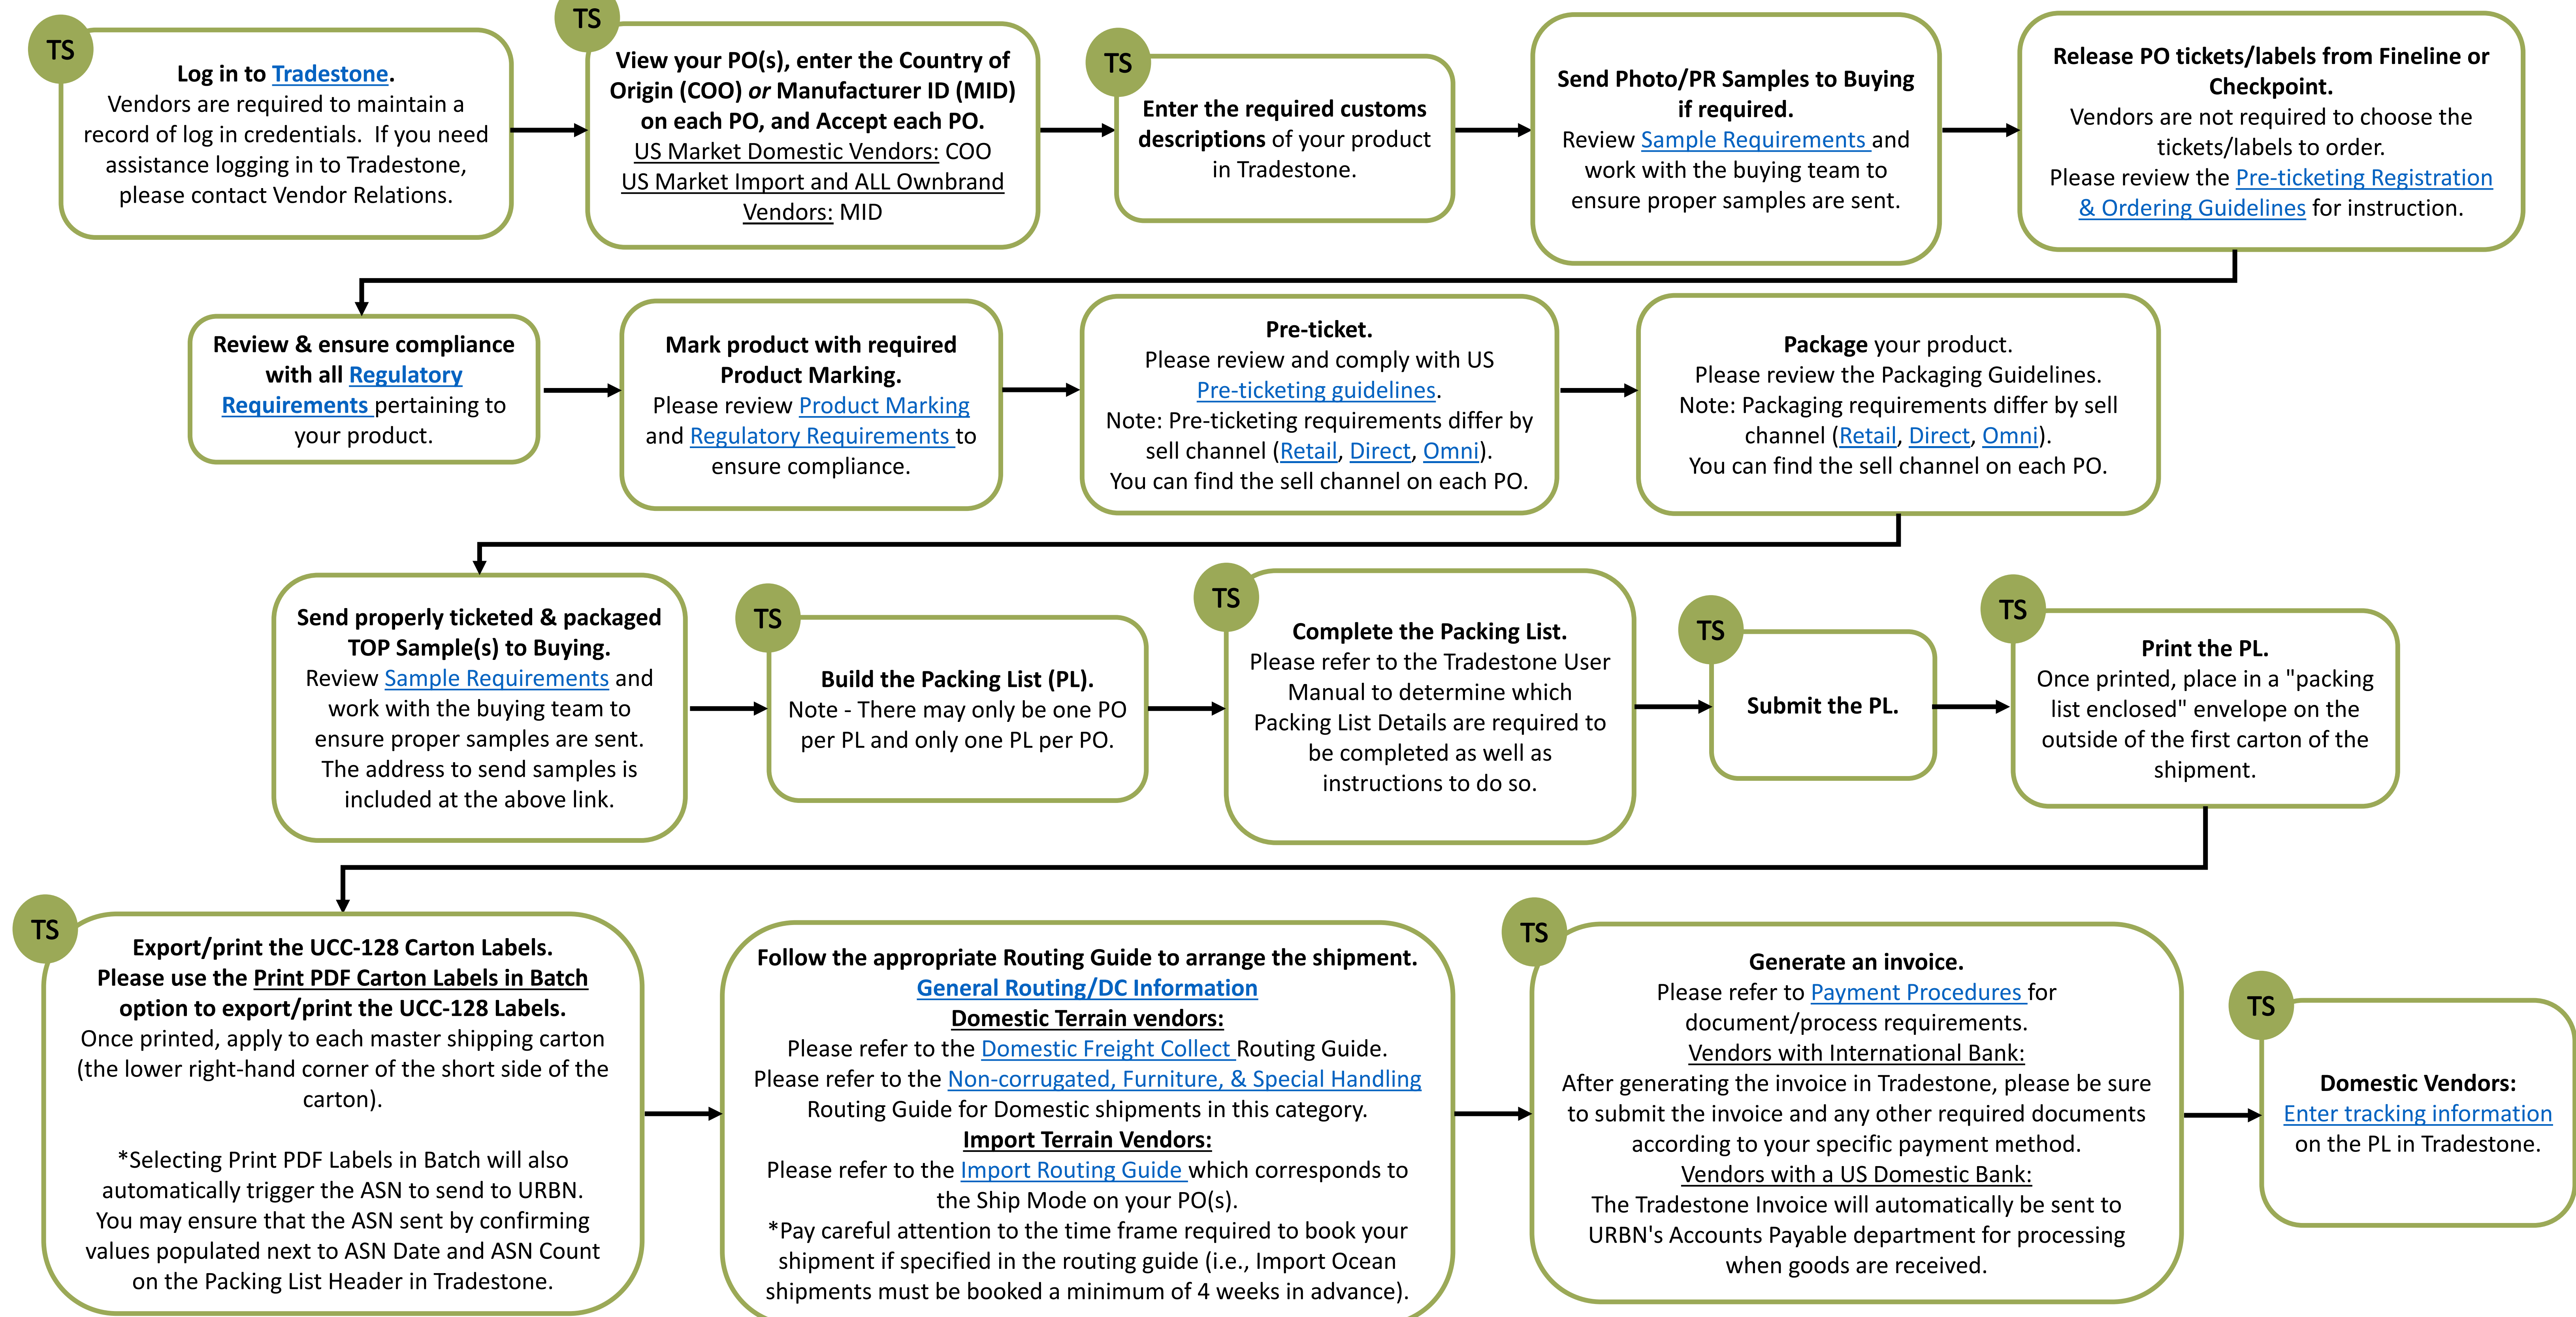 TS
Log in to Tradestone.
Vendors are required to maintain a
record of log in credentials.  If you need
assistance logging in to Tradestone,
please contact Vendor Relations.
TS
View your PO(s), enter the Country of
Origin (COO) or Manufacturer ID (MID)
on each PO, and Accept each PO.
US Market Domestic Vendors: COO
US Market Import and ALL Ownbrand
Vendors: MID
TS
Enter the required customs
descriptions of your product
in Tradestone.
Send Photo/PR Samples to Buying
if required.
Review Sample Requirements and
work with the buying team to
ensure proper samples are sent.
Release PO tickets/labels from Fineline or
Checkpoint.
Vendors are not required to choose the
tickets/labels to order.
Please review the Pre-ticketing Registration
& Ordering Guidelines for instruction.
Review & ensure compliance
with all Regulatory
Requirements pertaining to
your product.
Mark product with required
Product Marking.
Please review Product Marking
and Regulatory Requirements to
ensure compliance.
Pre-ticket.
Please review and comply with US
Pre-ticketing guidelines.
Note: Pre-ticketing requirements differ by
sell channel (Retail, Direct, Omni).
You can find the sell channel on each PO.
Package your product.
Please review the Packaging Guidelines.
Note: Packaging requirements differ by sell
channel (Retail, Direct, Omni).
You can find the sell channel on each PO.
Send properly ticketed & packaged
TOP Sample(s) to Buying.
Review Sample Requirements and
work with the buying team to
ensure proper samples are sent.
The address to send samples is
included at the above link.
TS
Build the Packing List (PL).
Note - There may only be one PO
per PL and only one PL per PO.
TS
Complete the Packing List.
Please refer to the Tradestone User
Manual to determine which
Packing List Details are required to
be completed as well as
instructions to do so.
TS
Submit the PL.
TS
Print the PL.
Once printed, place in a "packing
list enclosed" envelope on the
outside of the first carton of the
shipment.
TS
Export/print the UCC-128 Carton Labels.
Please use the Print PDF Carton Labels in Batch
option to export/print the UCC-128 Labels.
Once printed, apply to each master shipping carton
(the lower right-hand corner of the short side of the
carton).
*Selecting Print PDF Labels in Batch will also
automatically trigger the ASN to send to URBN.
You may ensure that the ASN sent by confirming
values populated next to ASN Date and ASN Count
on the Packing List Header in Tradestone.
Follow the appropriate Routing Guide to arrange the shipment.
General Routing/DC Information
Domestic Terrain vendors:
Please refer to the Domestic Freight Collect Routing Guide.
Please refer to the Non-corrugated, Furniture, & Special Handling
Routing Guide for Domestic shipments in this category.
Import Terrain Vendors:
Please refer to the Import Routing Guide which corresponds to
the Ship Mode on your PO(s).
*Pay careful attention to the time frame required to book your
shipment if specified in the routing guide (i.e., Import Ocean
shipments must be booked a minimum of 4 weeks in advance).
TS
Generate an invoice.
Please refer to Payment Procedures for
document/process requirements.
Vendors with International Bank:
After generating the invoice in Tradestone, please be sure
to submit the invoice and any other required documents
according to your specific payment method.
Vendors with a US Domestic Bank:
The Tradestone Invoice will automatically be sent to
URBN's Accounts Payable department for processing
when goods are received.
TS
Domestic Vendors:
Enter tracking information
on the PL in Tradestone.